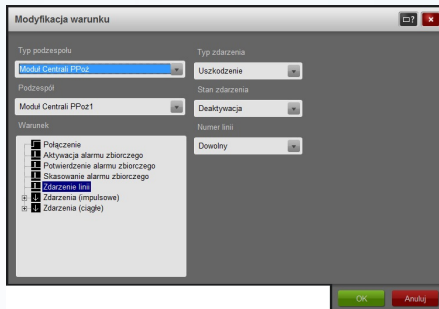 Modyfikacja warunku
Typ podzespołu
Moduł Centrali PPoż
Podzespół
Moduł Centrali PPoż1
Warunek
Połączenie
Aktywacja alarmu zbiorczego
Potwierdzenie alarmu zbiorczego
Skasowanie alarmu zbiorczego
Zdarzenie linii
Zdarzenia (impulsowe)
Zdarzenia (ciągłe)
Typ zdarzenia
Uszkodzenie
Stan zdarzenia
Deaktywacja
Numer linii
Dowolny
OK
Anuluj